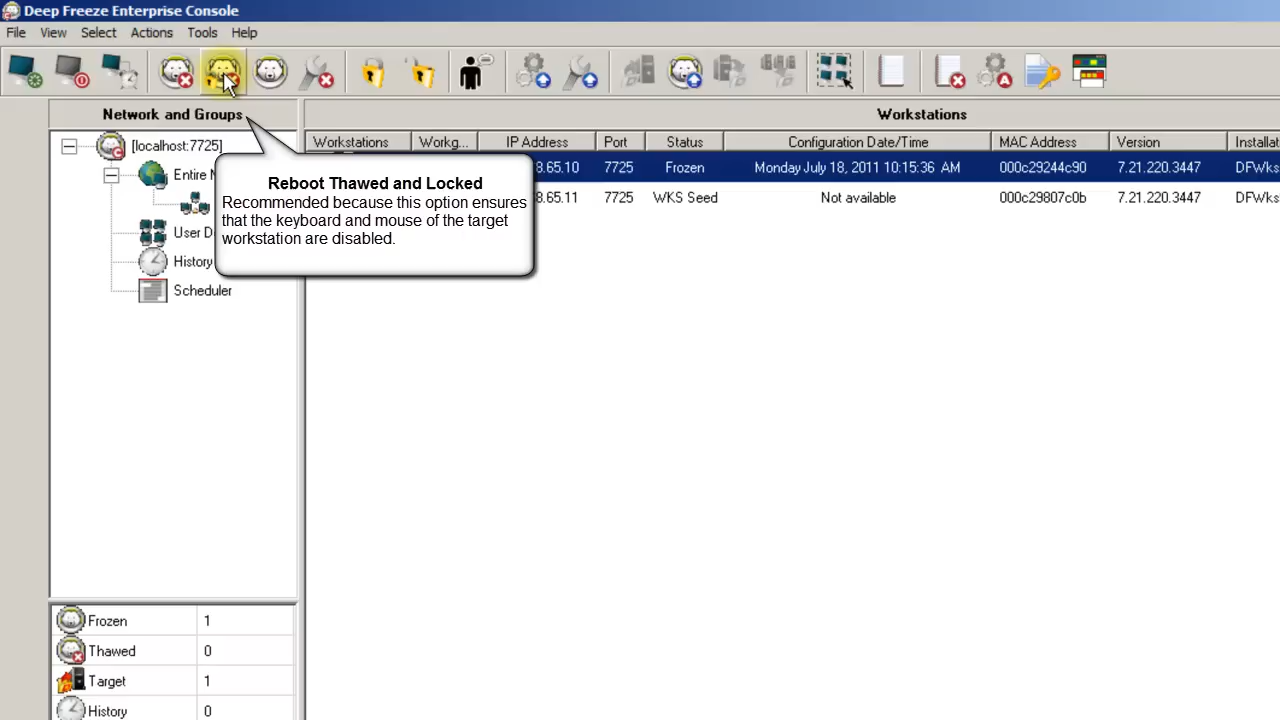 Deep Freeze Enterprise Console
File View Select Actions Tools Help
Network and Groups
Workstations
[localhost:7725]
Entire
User D
History
Scheduler
Workstations Workg... IP Address Port Status Configuration Date/Time MAC Address Version Installat
8.65.10 7725 Frozen Monday July 18, 2011 10:15:36 AM 000c29244c90 7.21.220.3447 DFWks
8.65.11 7725 WKS Seed Not available 000c29807c0b 7.21.220.3447 DFWks
Reboot Thawed and Locked
Recommended because this option ensures
that the keyboard and mouse of the target
workstation are disabled.
Frozen 1
Thawed 0
Target 1
History 0